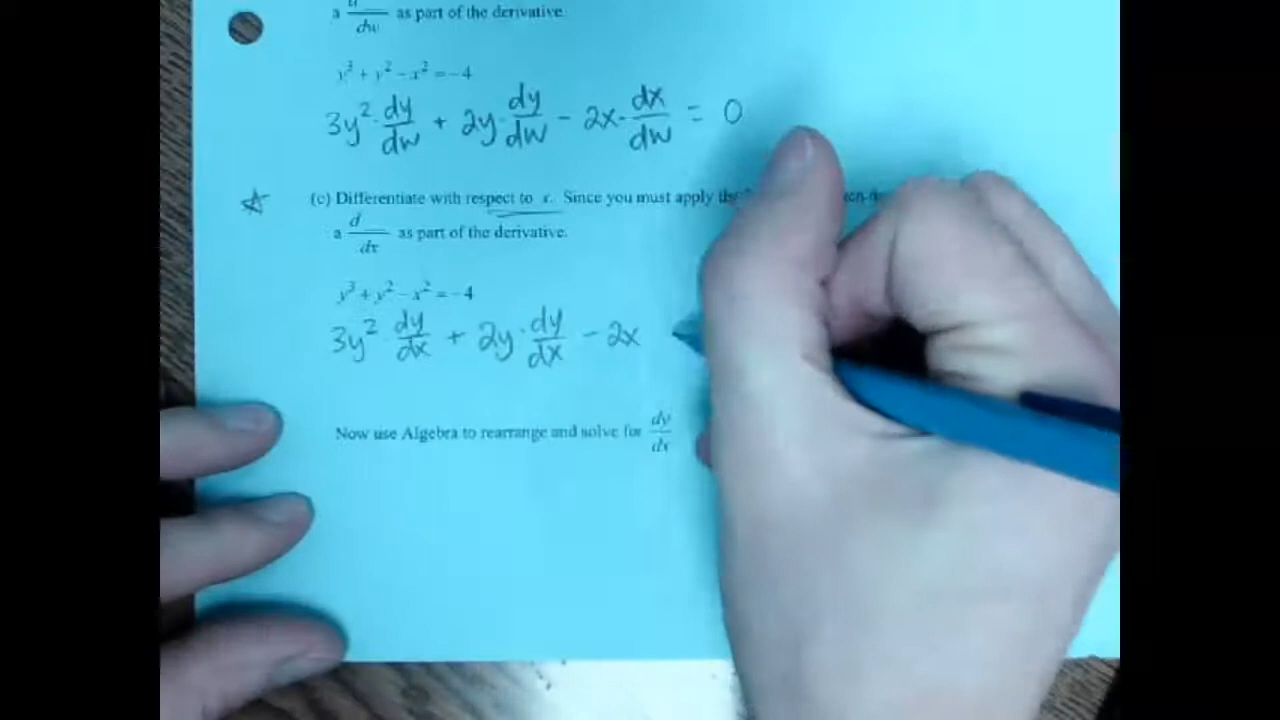 a d/dw as part of the derivative.
y³ + y² − x² = −4
3y² · dy/dw + 2y · dy/dw − 2x · dx/dw = 0
☆ (c) Differentiate with respect to x. Since you must apply the
a d/dx as part of the derivative.
y³ + y² − x² = −4
3y² · dy/dx + 2y · dy/dx − 2x
Now use Algebra to rearrange and solve for dy/dx